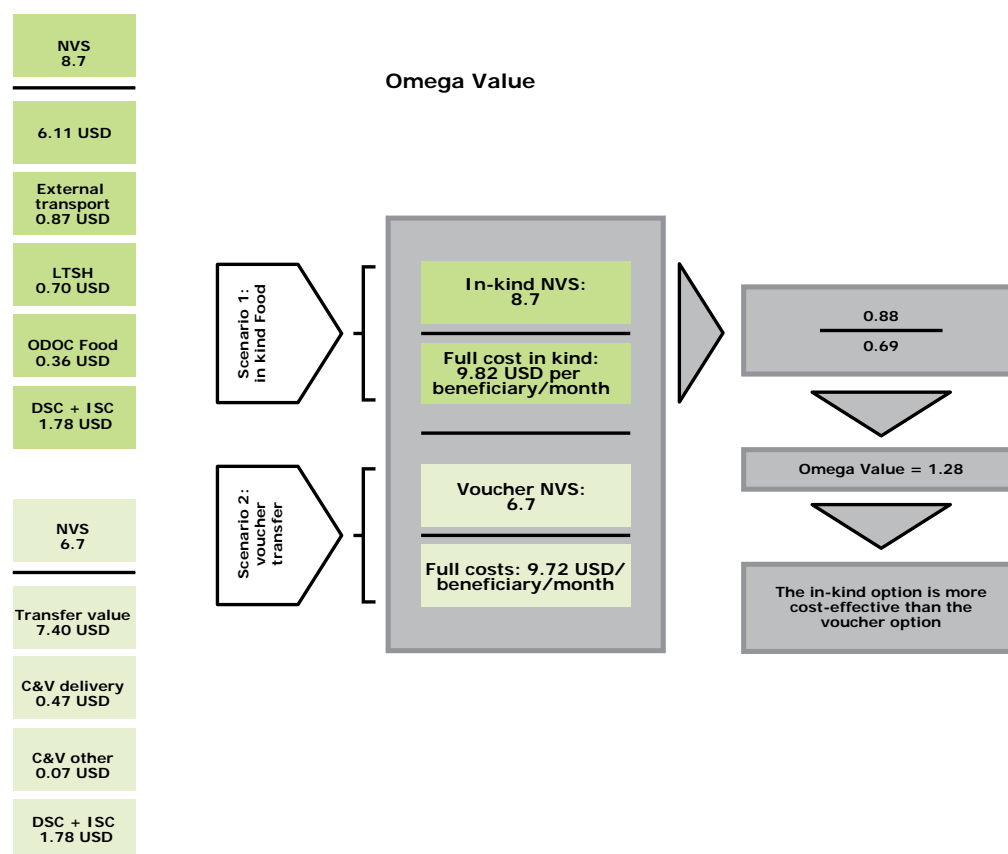 NVS
8.7
6.11 USD
External
transport
0.87 USD
LTSH
0.70 USD
ODOC Food
0.36 USD
DSC + ISC
1.78 USD
NVS
6.7
Transfer value
7.40 USD
C&V delivery
0.47 USD
C&V other
0.07 USD
DSC + ISC
1.78 USD
Omega Value
Scenario 1:
in kind Food
In-kind NVS:
8.7
Full cost in kind:
9.82 USD per
beneficiary/month
Scenario 2:
voucher
transfer
Voucher NVS:
6.7
Full costs: 9.72 USD/
beneficiary/month
0.88
0.69
Omega Value = 1.28
The in-kind option is more
cost-effective than the
voucher option